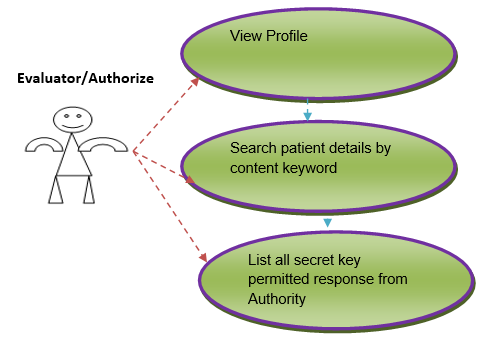 View Profile
Evaluator/Authorize
Search patient details by
content keyword
List all secret key
permitted response from
Authority